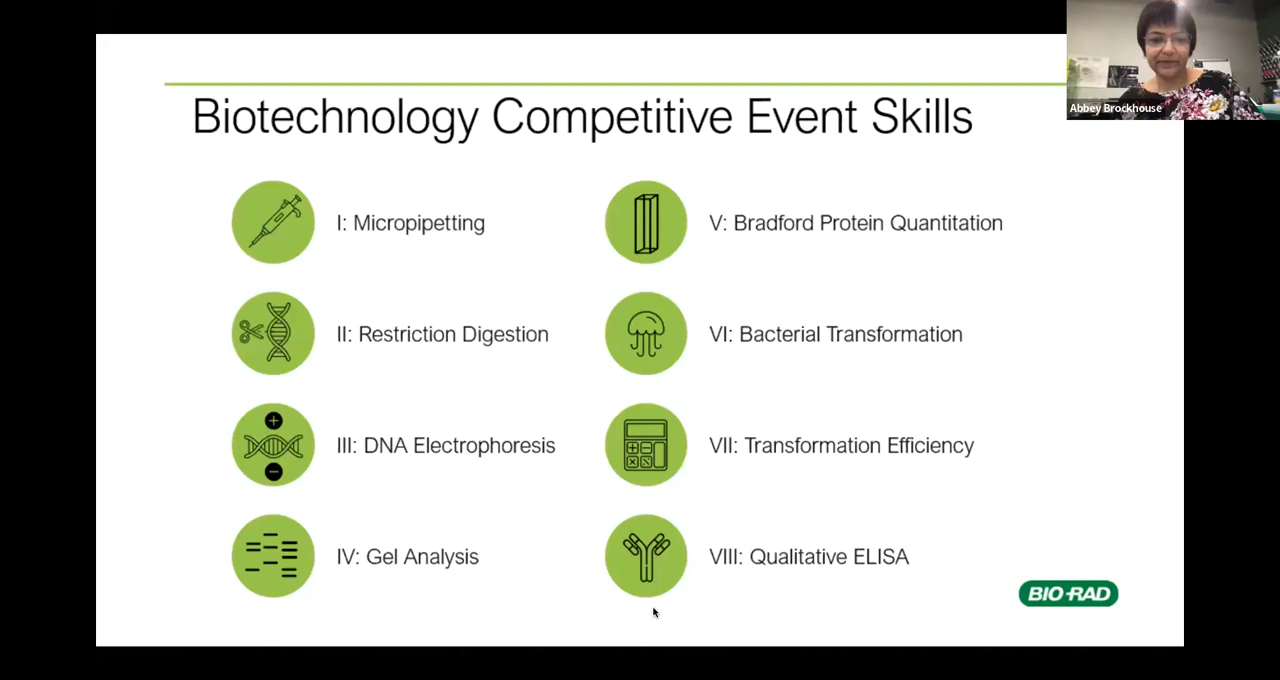 Biotechnology Competitive Event Skills
I: Micropipetting
II: Restriction Digestion
III: DNA Electrophoresis
IV: Gel Analysis
V: Bradford Protein Quantitation
VI: Bacterial Transformation
VII: Transformation Efficiency
VIII: Qualitative ELISA
BIO-RAD
Abbey Brockhouse